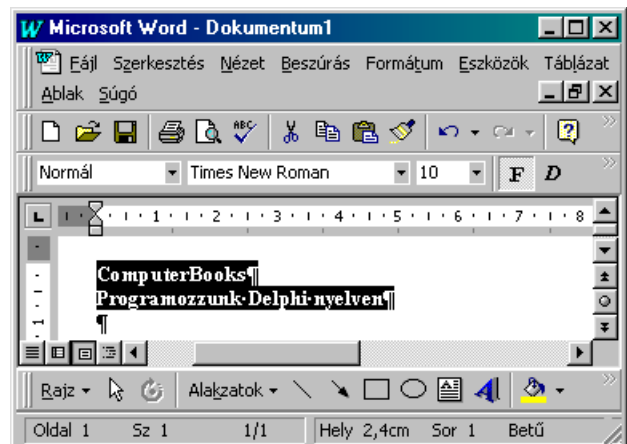 Microsoft Word - Dokumentum1
Fájl Szerkesztés Nézet Beszúrás Formátum Eszközök Táblázat
Ablak Súgó
ABC
Normál Times New Roman 10 F D
L 1 2 3 4 5 6 7 8
ComputerBooks¶
Programozzunk·Delphi·nyelven¶
¶
Rajz Alakzatok
Oldal 1 Sz 1 1/1 Hely 2,4cm Sor 1 Betű